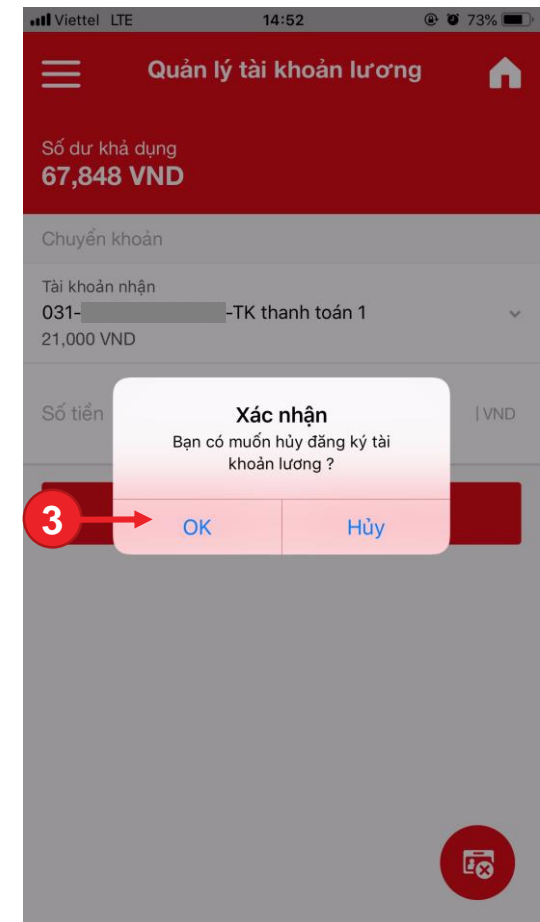 Viettel LTE 14:52 73%
Quản lý tài khoản lương
Số dư khả dụng
67,848 VND
Chuyển khoản
Tài khoản nhận
031- -TK thanh toán 1
21,000 VND
Số tiền | VND
Xác nhận
Bạn có muốn hủy đăng ký tài
khoản lương ?
3
OK Hủy